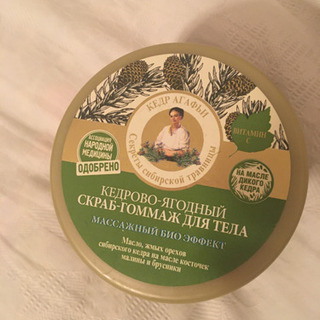 КЕДР АГАФЬИ
Секреты сибирской травницы
АССОЦИАЦИЯ
НАРОДНОЙ
МЕДИЦИНЫ
ОДОБРЕНО
ВИТАМИН
С
НА МАСЛЕ
ДИКОГО
КЕДРА
КЕДРОВО-ЯГОДНЫЙ
СКРАБ-ГОММАЖ ДЛЯ ТЕЛА
МАССАЖНЫЙ БИО ЭФФЕКТ
Масло, жмых орехов
сибирского кедра на масле косточек
малины и брусники